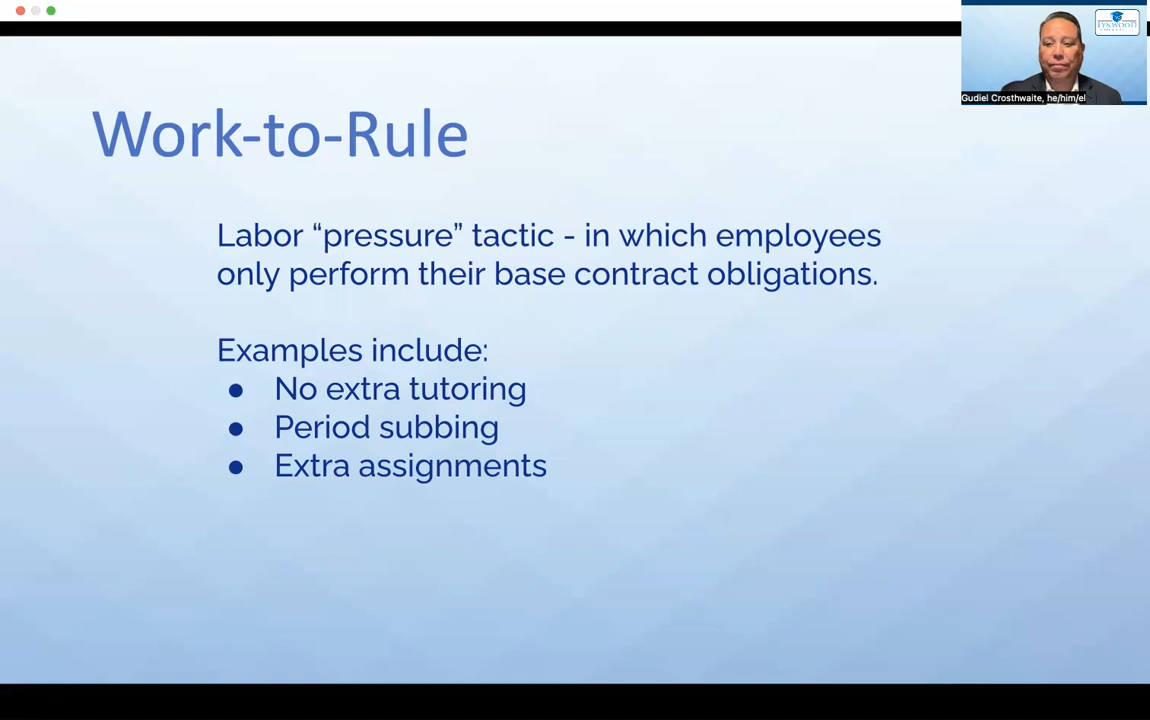 Work-to-Rule
Labor “pressure” tactic - in which employees
only perform their base contract obligations.
Examples include:
● No extra tutoring
● Period subbing
● Extra assignments
LYNWOOD
Gudiel Crosthwaite, he/him/el